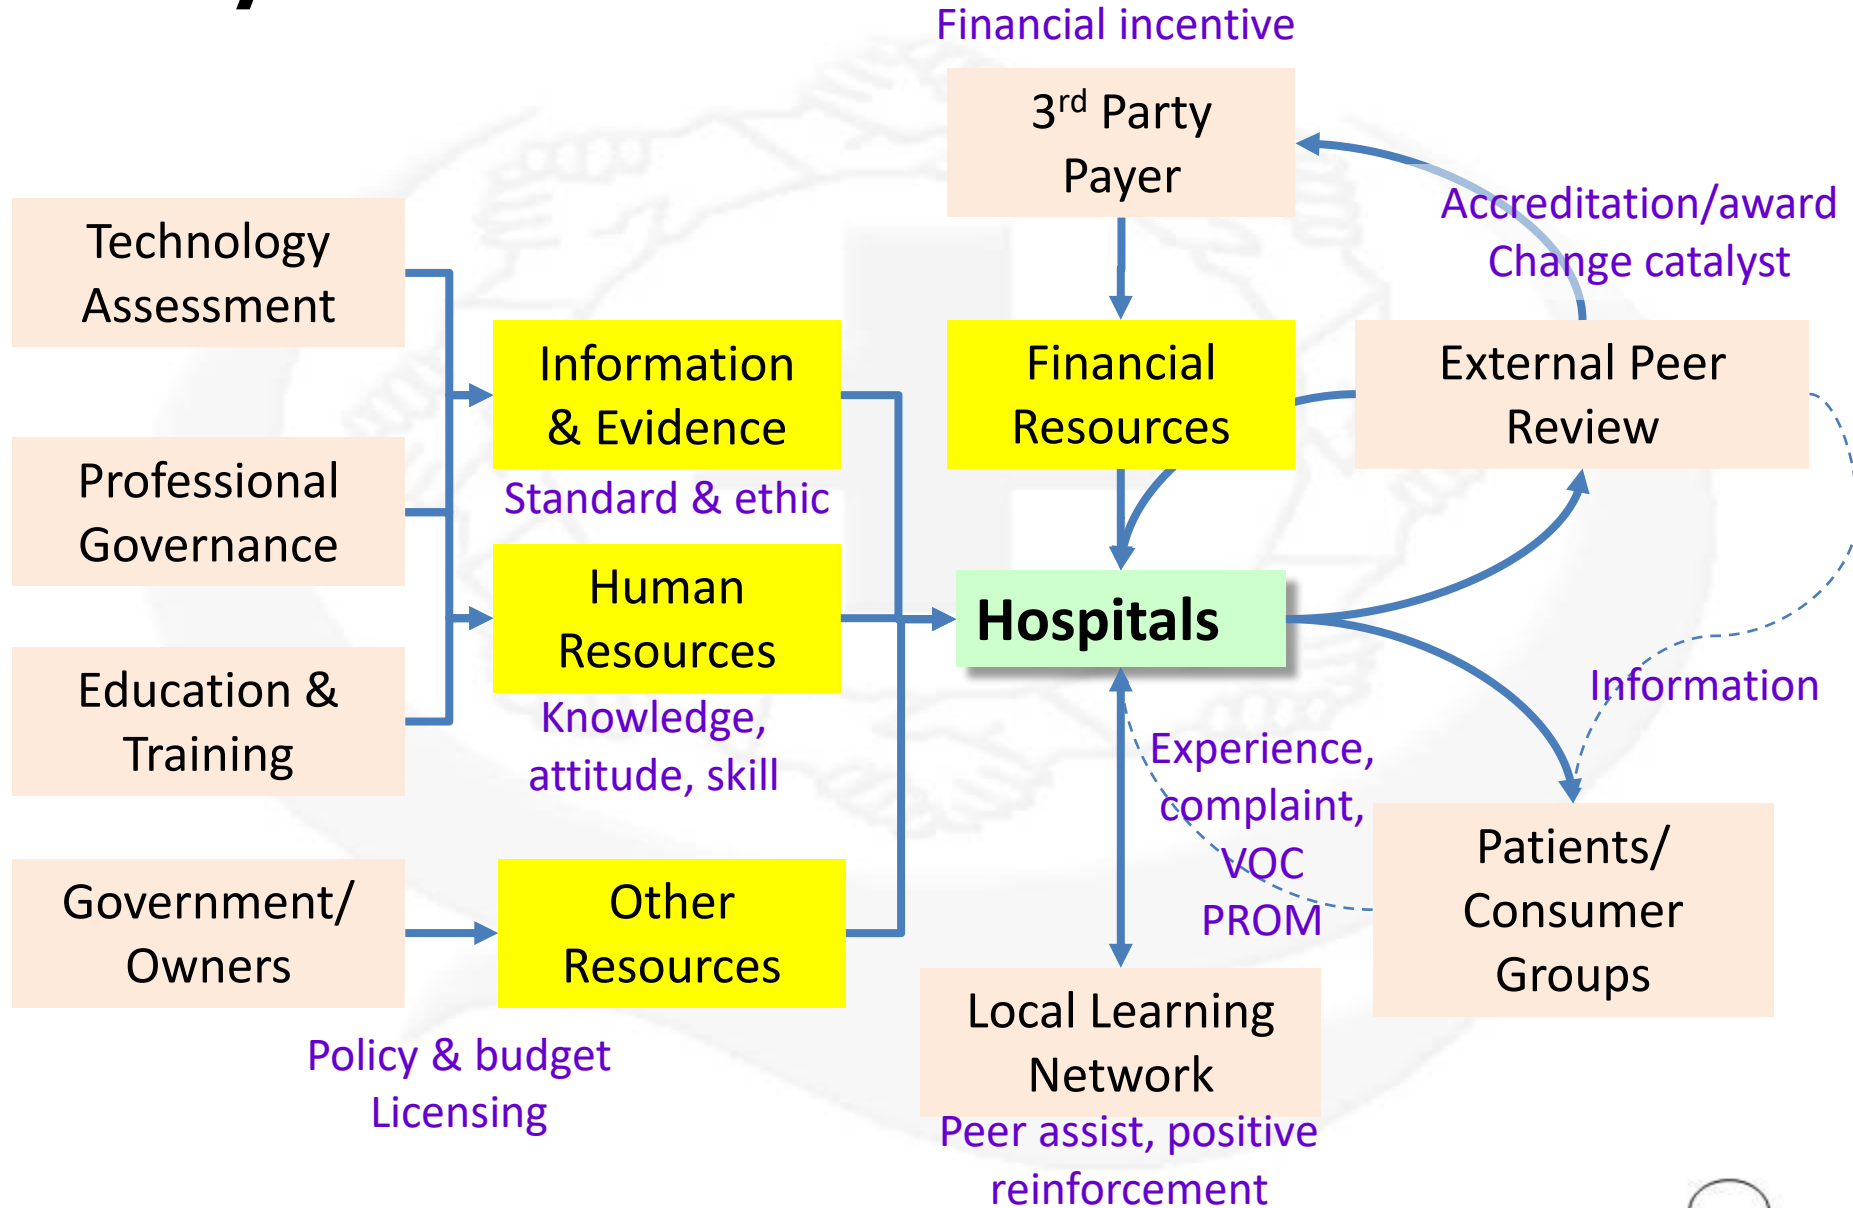 Financial incentive
3rd Party
Payer
Accreditation/award
Change catalyst
Technology
Assessment
Information
& Evidence
Standard & ethic
Financial
Resources
External Peer
Review
Professional
Governance
Human
Resources
Knowledge,
attitude, skill
Hospitals
Education &
Training
Information
Experience,
complaint,
VOC
PROM
Patients/
Consumer
Groups
Government/
Owners
Other
Resources
Policy & budget
Licensing
Local Learning
Network
Peer assist, positive
reinforcement